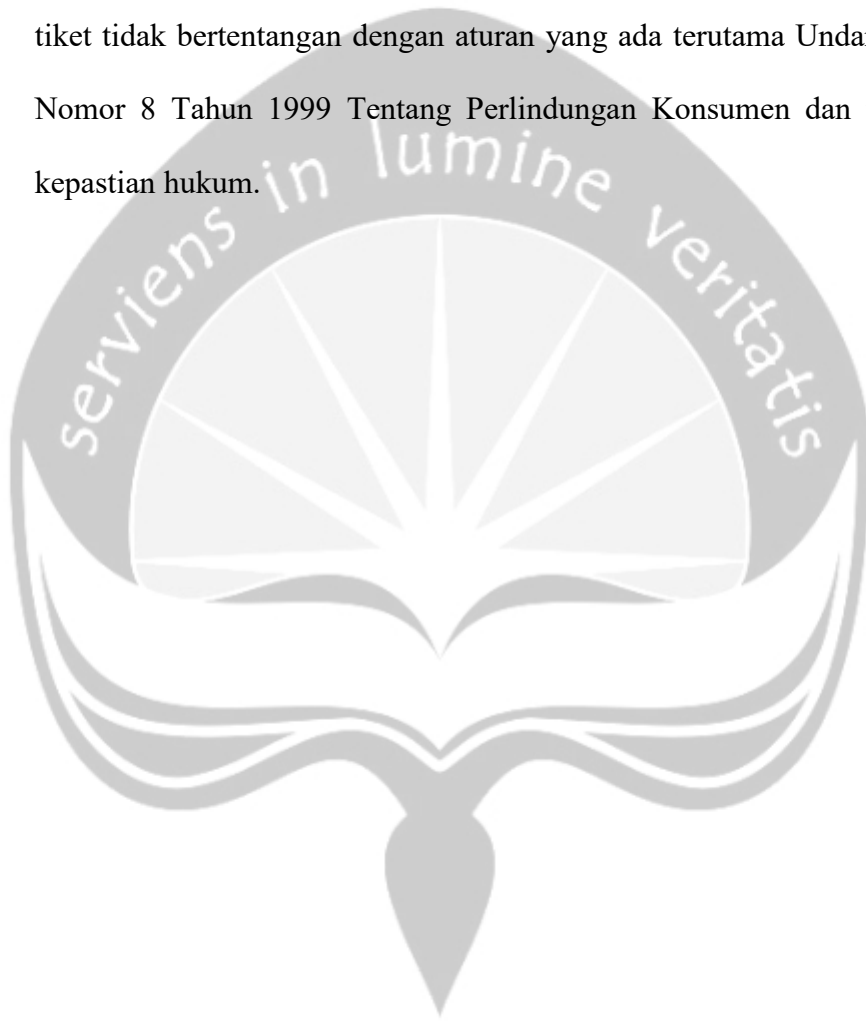 tiket tidak bertentangan dengan aturan yang ada terutama
Nomor 8 Tahun 1999 Tentang Perlindungan Konsumen dan
kepastian hukum.
serviens in lumine veritatis